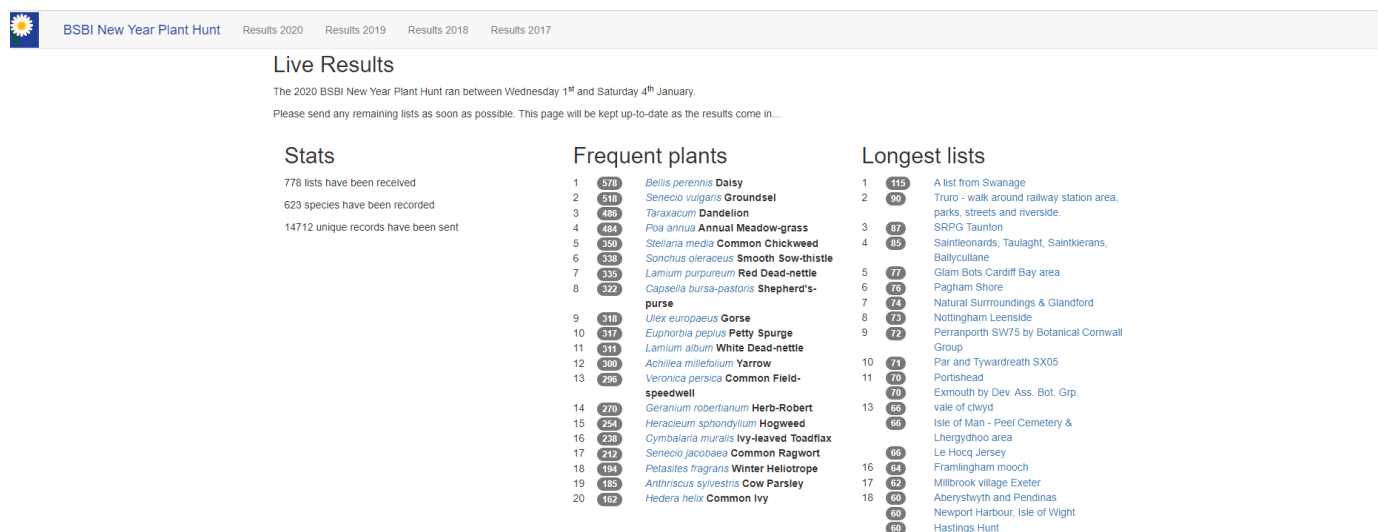 BSBI New Year Plant Hunt Results 2020 Results 2019 Results 2018 Results 2017
Live Results
The 2020 BSBI New Year Plant Hunt ran between Wednesday 1st and Saturday 4th January.
Please send any remaining lists as soon as possible. This page will be kept up-to-date as the results come in...
Stats
778 lists have been received
623 species have been recorded
14712 unique records have been sent
Frequent plants
1 578 Bellis perennis Daisy
2 518 Senecio vulgaris Groundsel
3 486 Taraxacum Dandelion
4 484 Poa annua Annual Meadow-grass
5 350 Stellaria media Common Chickweed
6 338 Sonchus oleraceus Smooth Sow-thistle
7 335 Lamium purpureum Red Dead-nettle
8 322 Capsella bursa-pastoris Shepherd's-
purse
9 318 Ulex europaeus Gorse
10 317 Euphorbia peplus Petty Spurge
11 311 Lamium album White Dead-nettle
12 300 Achillea millefolium Yarrow
13 296 Veronica persica Common Field-
speedwell
14 270 Geranium robertianum Herb-Robert
15 254 Heracleum sphondylium Hogweed
16 238 Cymbalaria muralis Ivy-leaved Toadflax
17 212 Senecio jacobaea Common Ragwort
18 194 Petasites fragrans Winter Heliotrope
19 185 Anthriscus sylvestris Cow Parsley
20 162 Hedera helix Common Ivy
Longest lists
1 115 A list from Swanage
2 90 Truro - walk around railway station area,
parks, streets and riverside.
3 87 SRPG Taunton
4 85 Saintleonards, Taulaght, Saintkierans,
Ballycullane
5 77 Glam Bots Cardiff Bay area
6 76 Pagham Shore
7 74 Natural Surrroundings & Glandford
8 73 Nottingham Leenside
9 72 Perranporth SW75 by Botanical Cornwall
Group
10 71 Par and Tywardreath SX05
11 70 Portishead
70 Exmouth by Dev. Ass. Bot. Grp.
13 66 vale of clwyd
66 Isle of Man - Peel Cemetery &
Lhergydhoo area
66 Le Hocq Jersey
16 64 Framlingham mooch
17 62 Millbrook village Exeter
18 60 Aberystwyth and Pendinas
60 Newport Harbour, Isle of Wight
60 Hastings Hunt